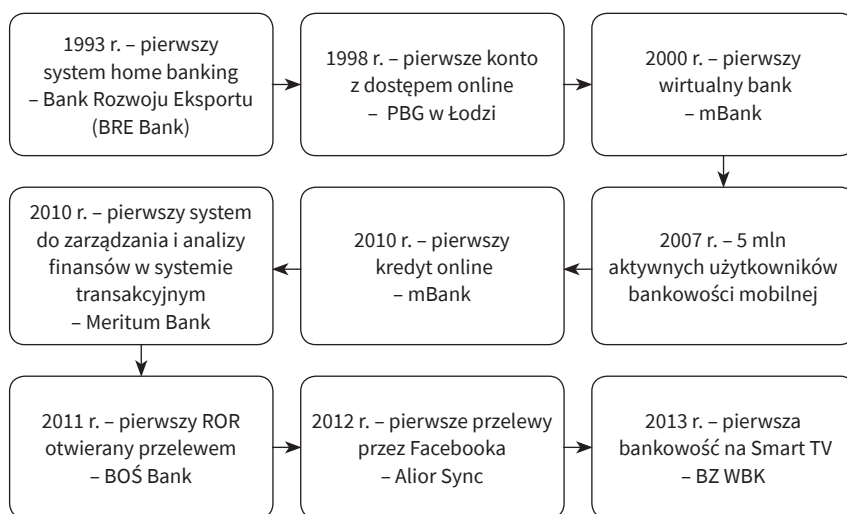 1993 r. – pierwszy
system home banking
– Bank Rozwoju Eksportu
(BRE Bank)
1998 r. – pierwsze konto
z dostępem online
– PBG w Łodzi
2000 r. – pierwszy
wirtualny bank
– mBank
2007 r. – 5 mln
aktywnych użytkowników
bankowości mobilnej
2010 r. – pierwszy
kredyt online
– mBank
2010 r. – pierwszy system
do zarządzania i analizy
finansów w systemie
transakcyjnym
– Meritum Bank
2011 r. – pierwszy ROR
otwierany przelewem
– BOŚ Bank
2012 r. – pierwsze przelewy
przez Facebooka
– Alior Sync
2013 r. – pierwsza
bankowość na Smart TV
– BZ WBK